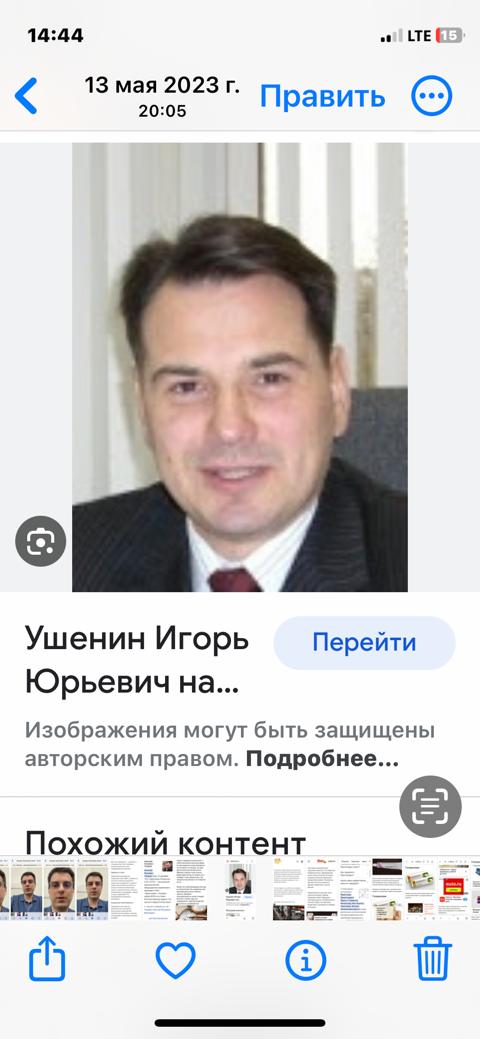 14:44
LTE 15
13 мая 2023 г.
20:05
Править
Ушенин Игорь
Юрьевич на...
Перейти
Изображения могут быть защищены
авторским правом. Подробнее...
Похожий контент